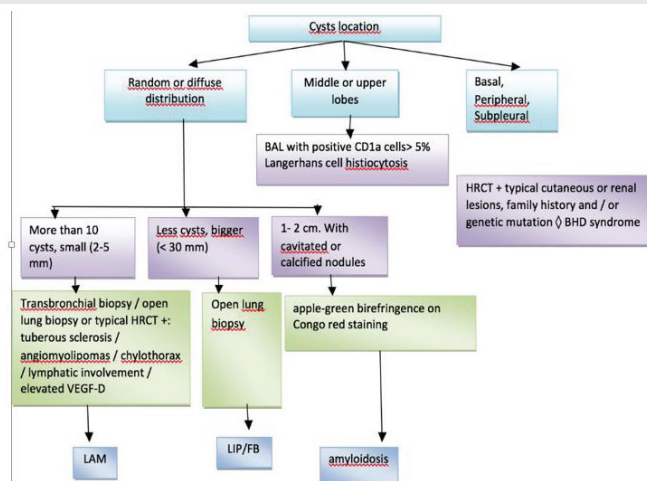 Cysts location
Random or diffuse
distribution
Middle or upper
lobes
Basal,
Peripheral,
Subpleural
BAL with positive CD1a cells> 5%
Langerhans cell histiocytosis
HRCT + typical cutaneous or renal
lesions, family history and / or
genetic mutation ◊ BHD syndrome
More than 10
cysts, small (2-5
mm)
Less cysts, bigger
(< 30 mm)
1- 2 cm. With
cavitated or
calcified nodules
Transbronchial biopsy / open
lung biopsy or typical HRCT +:
tuberous sclerosis /
angiomyolipomas / chylothorax
/ lymphatic involvement /
elevated VEGF-D
Open lung
biopsy
apple-green birefringence on
Congo red staining
LAM
LIP/FB
amyloidosis